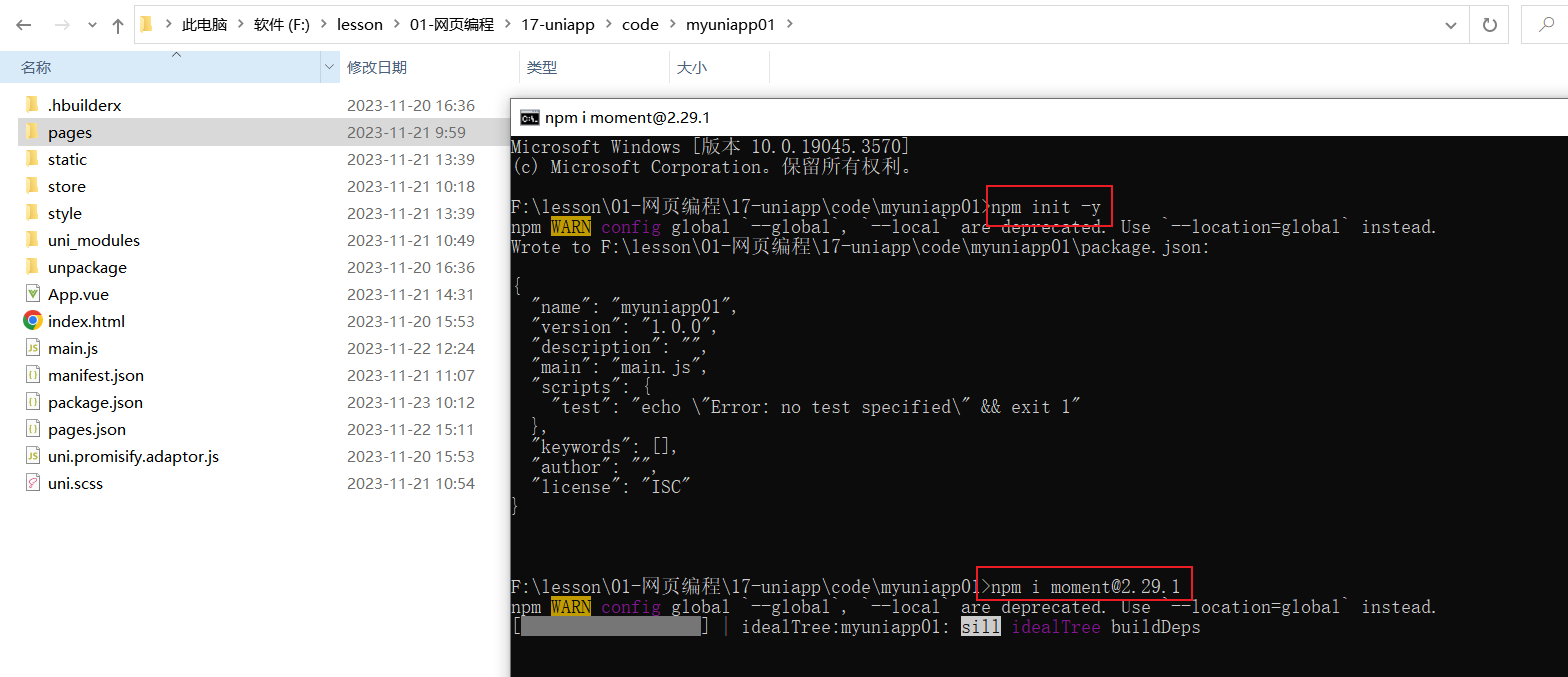 此电脑 > 软件 (F:) > lesson > 01-网页编程 > 17-uniapp > code > myuniapp01 >
名称 修改日期 类型 大小
.hbuilderx 2023-11-20 16:36
pages 2023-11-21 9:59
static 2023-11-21 13:39
store 2023-11-21 10:18
style 2023-11-21 13:39
uni_modules 2023-11-21 10:49
unpackage 2023-11-20 16:36
App.vue 2023-11-21 14:31
index.html 2023-11-20 15:53
main.js 2023-11-22 12:24
manifest.json 2023-11-21 11:07
package.json 2023-11-23 10:12
pages.json 2023-11-22 15:11
uni.promisify.adaptor.js 2023-11-20 15:53
uni.scss 2023-11-21 10:54
npm i moment@2.29.1
Microsoft Windows [版本 10.0.19045.3570]
(c) Microsoft Corporation。保留所有权利。
F:\lesson\01-网页编程\17-uniapp\code\myuniapp01>npm init -y
npm WARN config global `--global`, `--local` are deprecated. Use `--location=global` instead.
Wrote to F:\lesson\01-网页编程\17-uniapp\code\myuniapp01\package.json:
{
"name": "myuniapp01",
"version": "1.0.0",
"description": "",
"main": "main.js",
"scripts": {
"test": "echo \"Error: no test specified\" && exit 1"
},
"keywords": [],
"author": "",
"license": "ISC"
}
F:\lesson\01-网页编程\17-uniapp\code\myuniapp01>npm i moment@2.29.1
npm WARN config global `--global`, `--local` are deprecated. Use `--location=global` instead.
[ ] | idealTree:myuniapp01: sill idealTree buildDeps